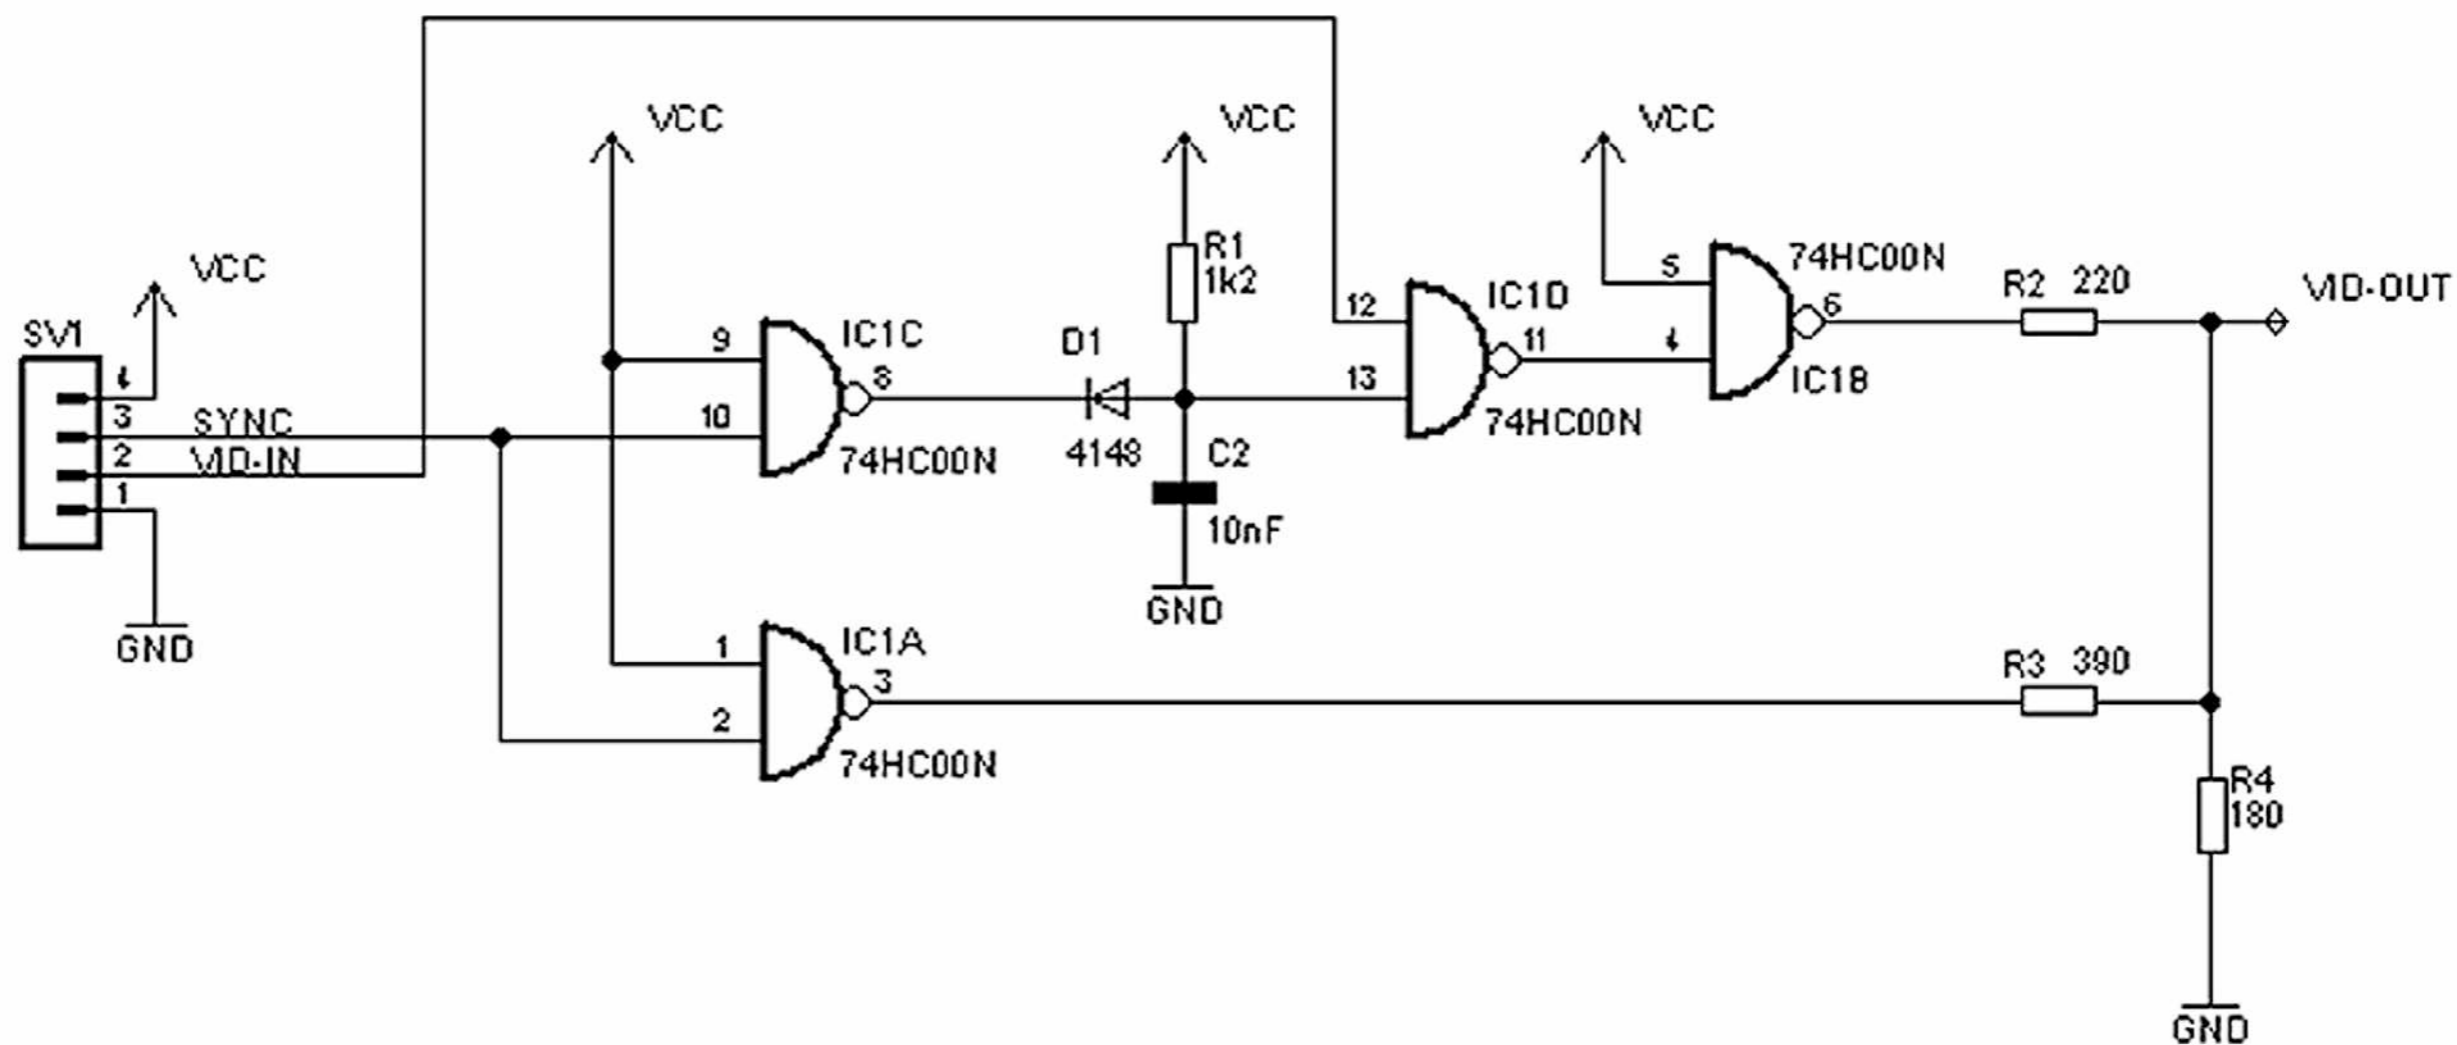 VCC
VCC
VCC
VCC
SV1
4
3
SYNC
2
VID-IN
1
GND
9
10
IC1C
8
74HC00N
1
2
IC1A
3
74HC00N
R1
1k2
D1
4148
C2
10nF
GND
12
13
IC1D
11
74HC00N
5
4
74HC00N
6
IC1B
R2 220
VID-OUT
R3 390
R4
180
GND